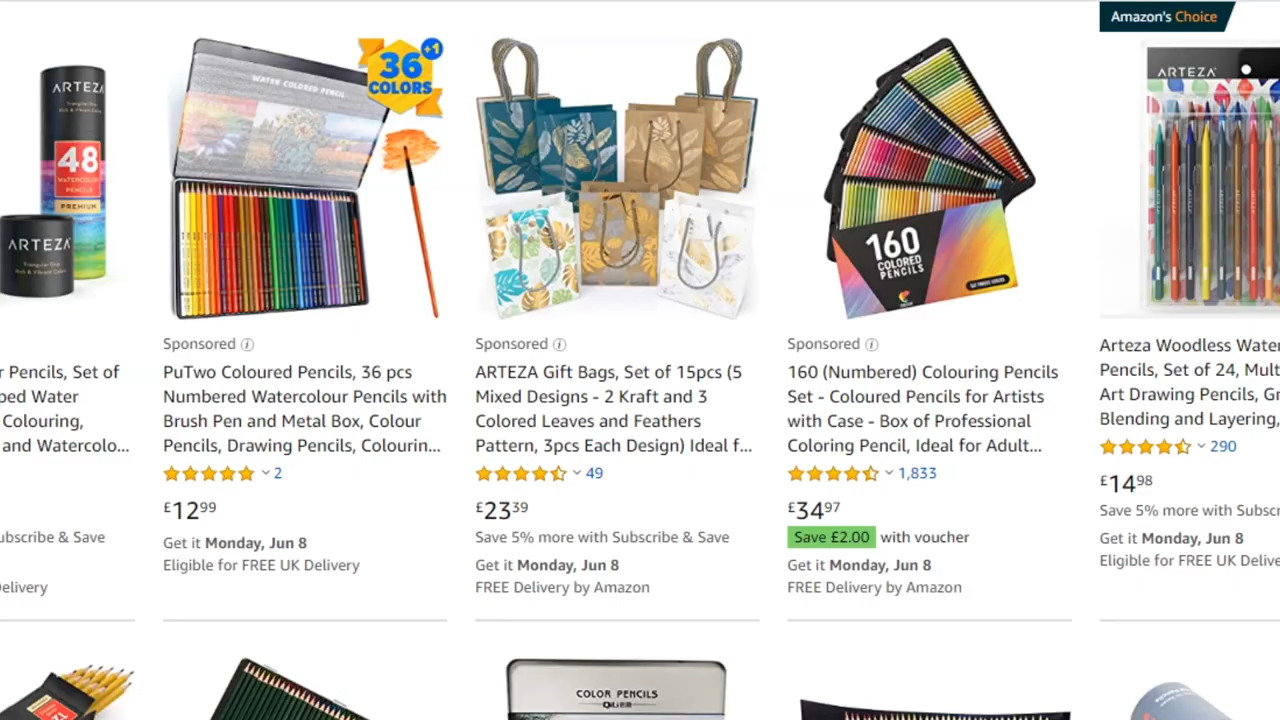 Amazon's Choice
ARTEZA
48
WATERCOLOR
PENCILS
PREMIUM
ARTEZA
WATER COLORED PENCIL
36 +1
COLORS
160
COLORED
PENCILS
ARTEZA
r Pencils, Set of
ped Water
Colouring,
and Watercolo...
ubscribe & Save
elivery
Sponsored
PuTwo Coloured Pencils, 36 pcs
Numbered Watercolour Pencils with
Brush Pen and Metal Box, Colour
Pencils, Drawing Pencils, Colourin...
2
£12.99
Get it Monday, Jun 8
Eligible for FREE UK Delivery
Sponsored
ARTEZA Gift Bags, Set of 15pcs (5
Mixed Designs - 2 Kraft and 3
Colored Leaves and Feathers
Pattern, 3pcs Each Design) Ideal f...
49
£23.39
Save 5% more with Subscribe & Save
Get it Monday, Jun 8
FREE Delivery by Amazon
Sponsored
160 (Numbered) Colouring Pencils
Set - Coloured Pencils for Artists
with Case - Box of Professional
Coloring Pencil, Ideal for Adult...
1,833
£34.97
Save £2.00 with voucher
Get it Monday, Jun 8
FREE Delivery by Amazon
Arteza Woodless Water
Pencils, Set of 24, Mult
Art Drawing Pencils, Gr
Blending and Layering,
290
£14.98
Save 5% more with Subsc
Get it Monday, Jun 8
Eligible for FREE UK Delive
COLOR PENCILS